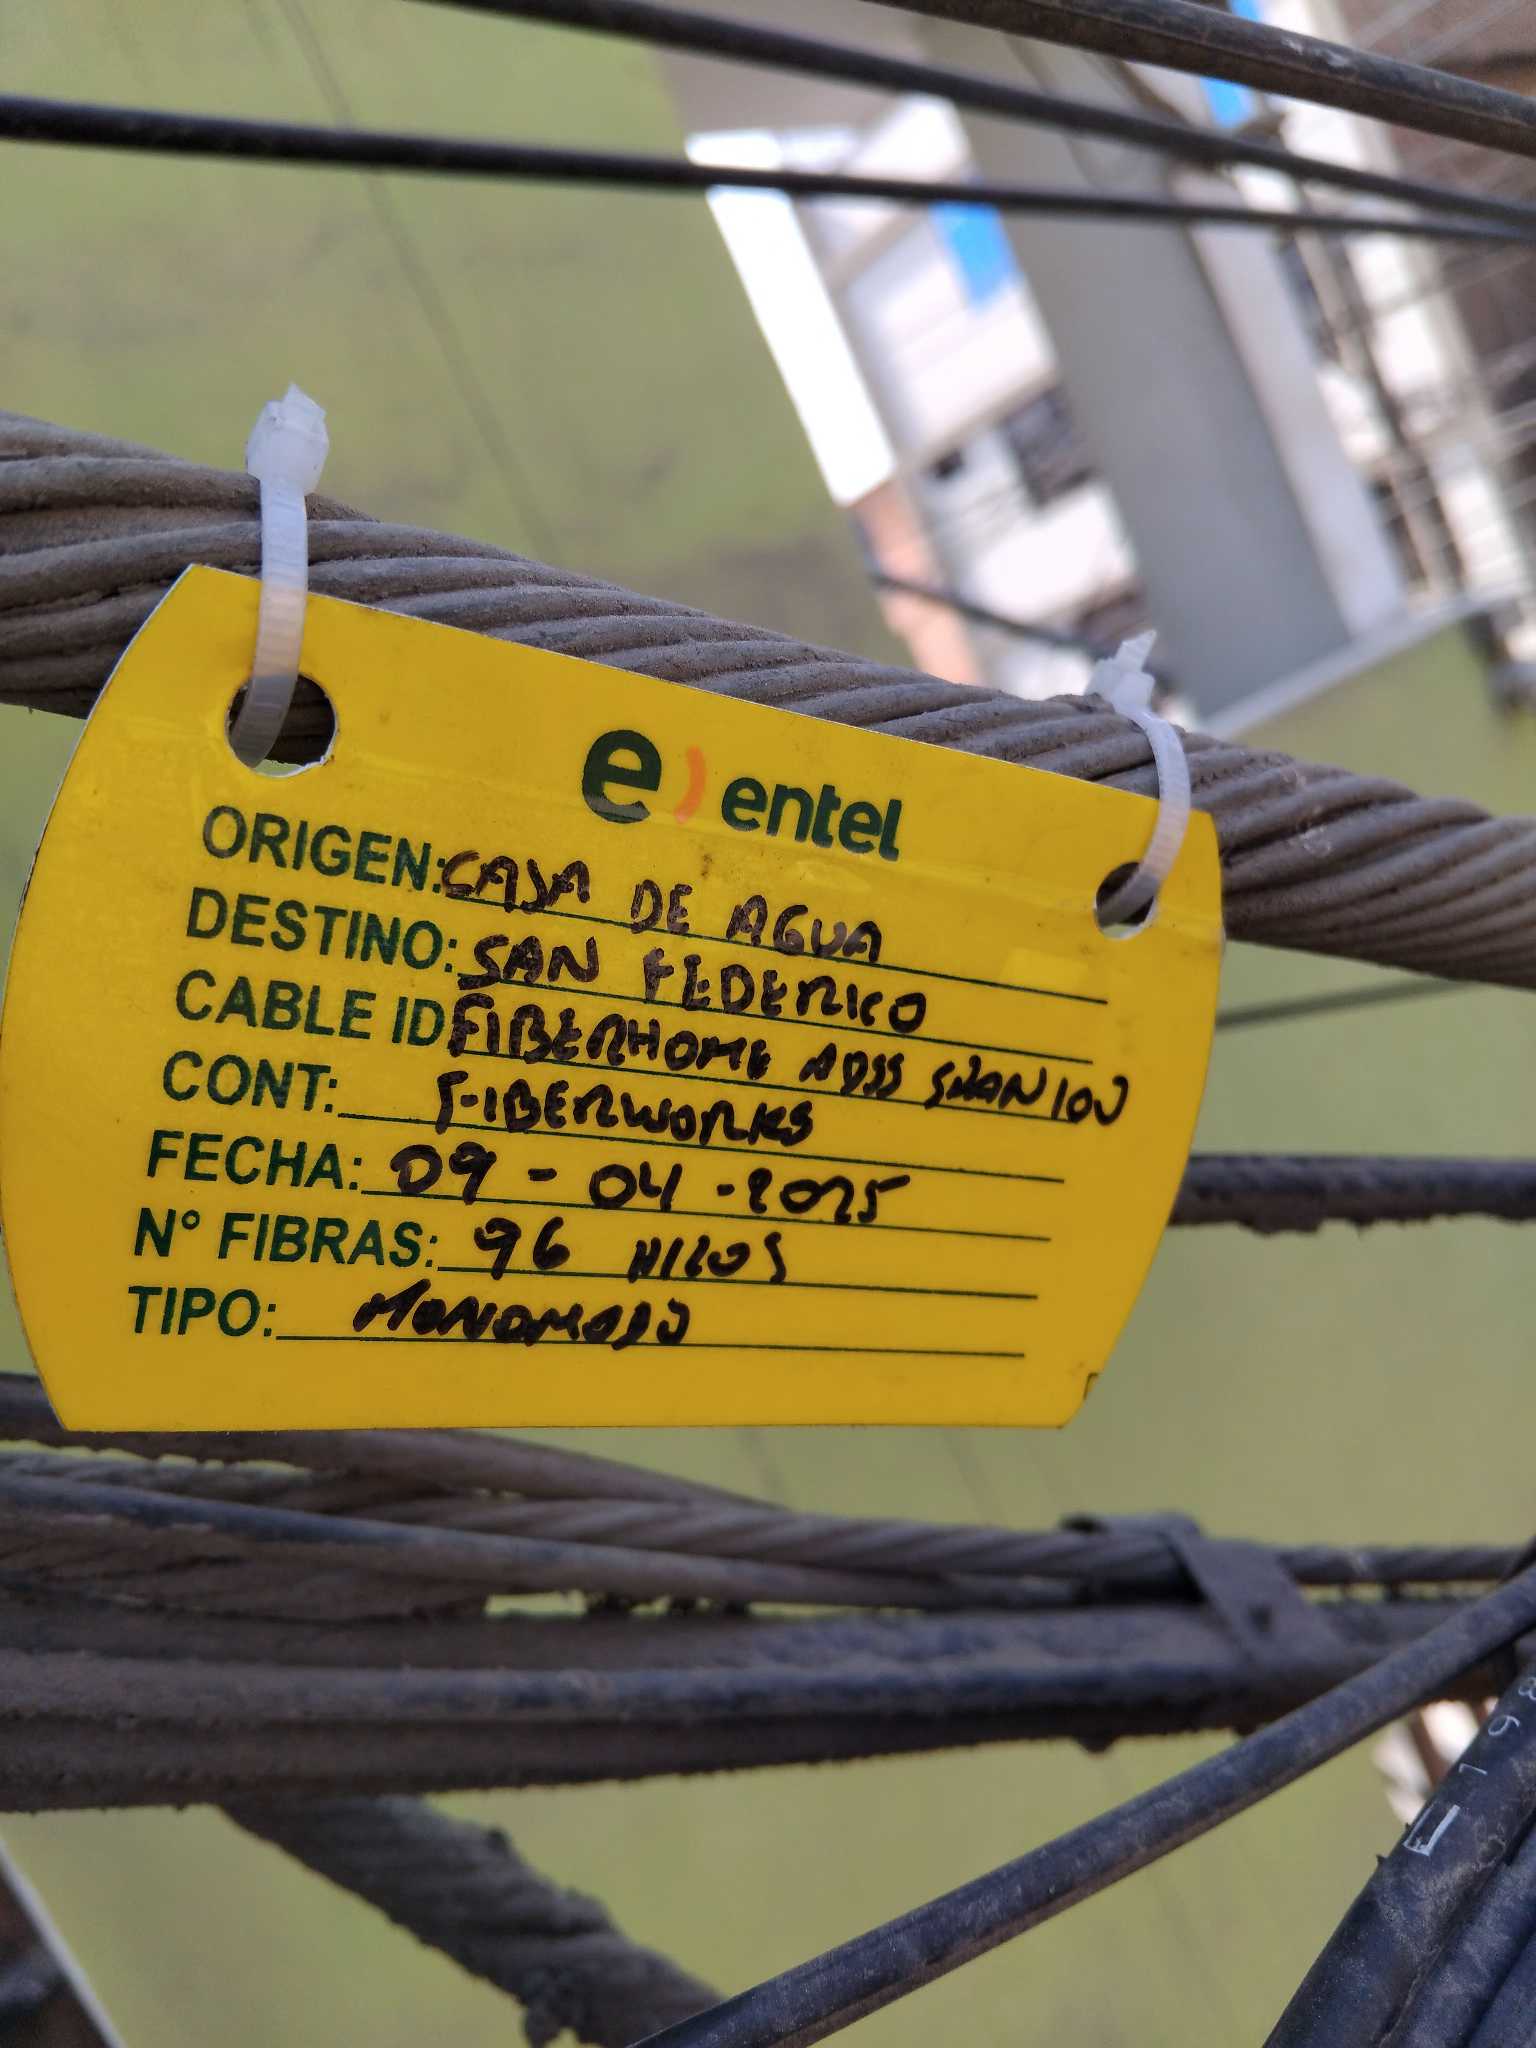 e) entel
ORIGEN: CAJA DE AGUA
DESTINO: SAN FEDERICO
CABLE ID FIBERHOME ADSS SPAN 100
CONT: FIBERWORKS
FECHA: 09-04-2025
N° FIBRAS: 96 HILOS
TIPO: MONOMODO
E198